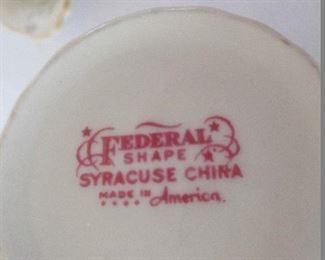 FEDERAL
SHAPE
SYRACUSE CHINA
MADE IN America.